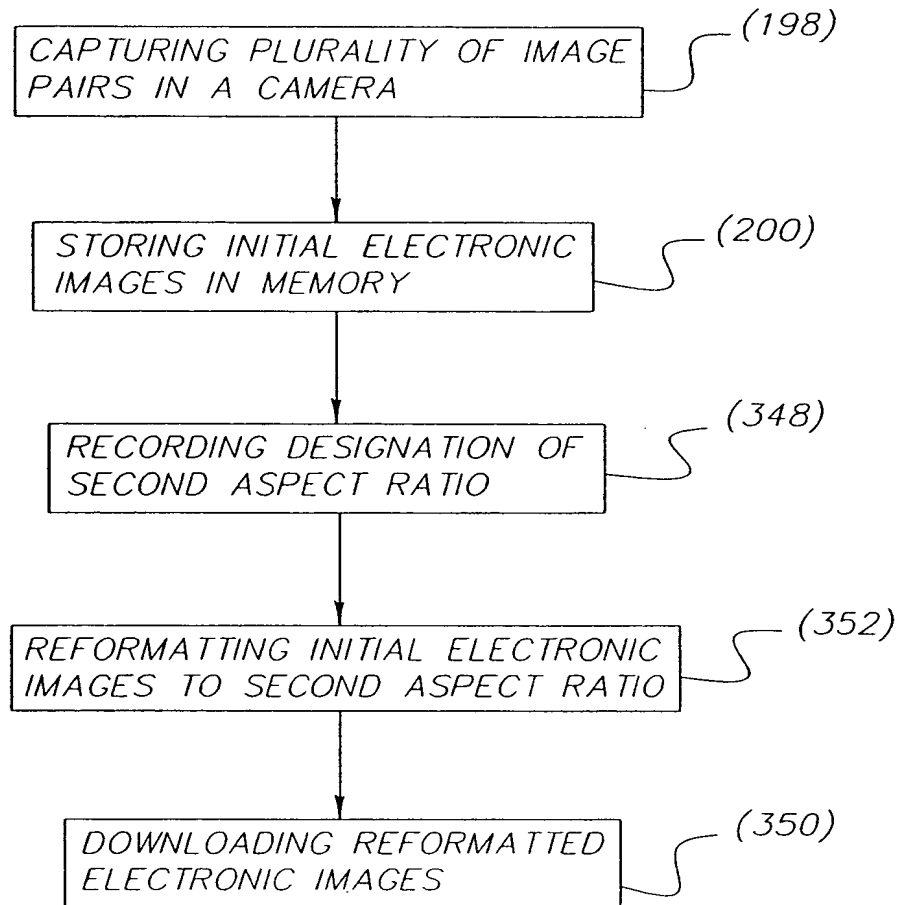 CAPTURING PLURALITY OF IMAGE
PAIRS IN A CAMERA
(198)
STORING INITIAL ELECTRONIC
IMAGES IN MEMORY
(200)
RECORDING DESIGNATION OF
SECOND ASPECT RATIO
(348)
REFORMATTING INITIAL ELECTRONIC
IMAGES TO SECOND ASPECT RATIO
(352)
DOWNLOADING REFORMATTED
ELECTRONIC IMAGES
(350)